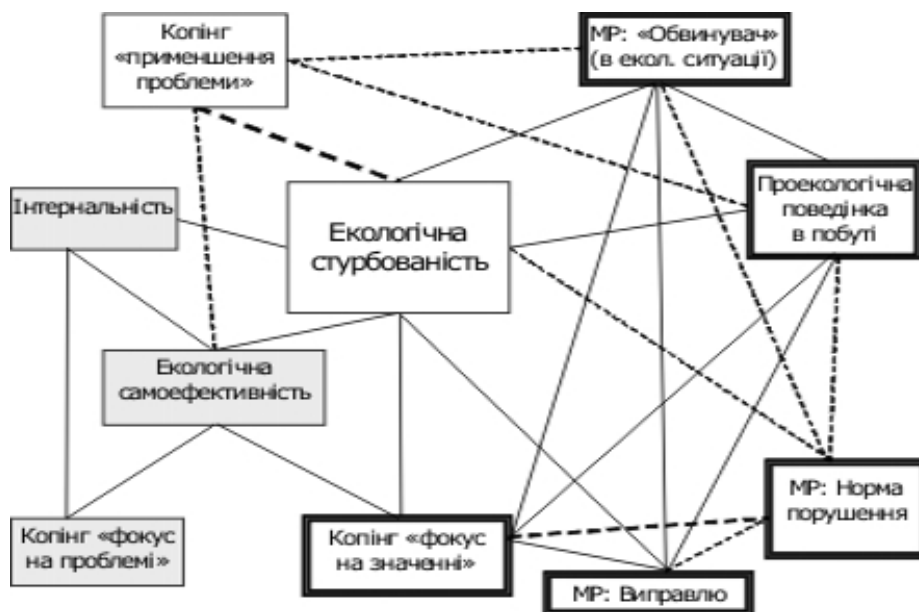 Копінг
«применшення
проблеми»
МР: «Обвинувач»
(в екол. ситуації)
Інтернальність
Екологічна
стурбованість
Проекологічна
поведінка
в побуті
Екологічна
самоефективність
МР: Норма
порушення
Копінг «фокус
на проблемі»
Копінг «фокус
на значенні»
МР: Виправлю